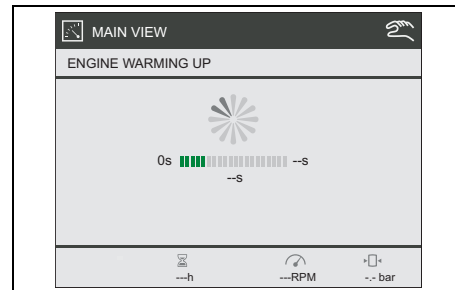 MAIN VIEW
ENGINE WARMING UP
0s --s
--s
---h ---RPM -.- bar